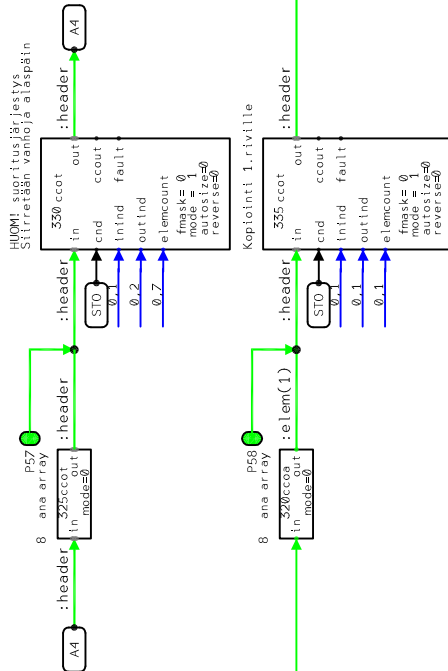 HUOM! suoritusjärjestys
Siirretään vanhoja alaspäin
P57
8 ana array
A4
:header
325ccot
in out
mode=0
:header
:header
330 ccot
in out
:header
A4
STO
cnd ccout
0,1
inind fault
0,2
outind
0,7
elemcount
fmask= 0
mode = 1
autosize=0
reverse=0
Kopiointi 1.riville
P58
8 ana array
320ccoa
in out
mode=0
:elem(1)
:header
335 ccot
in out
:header
STO
cnd ccout
0,1
inind fault
0,1
outind
0,1
elemcount
fmask= 0
mode = 1
autosize=0
reverse=0